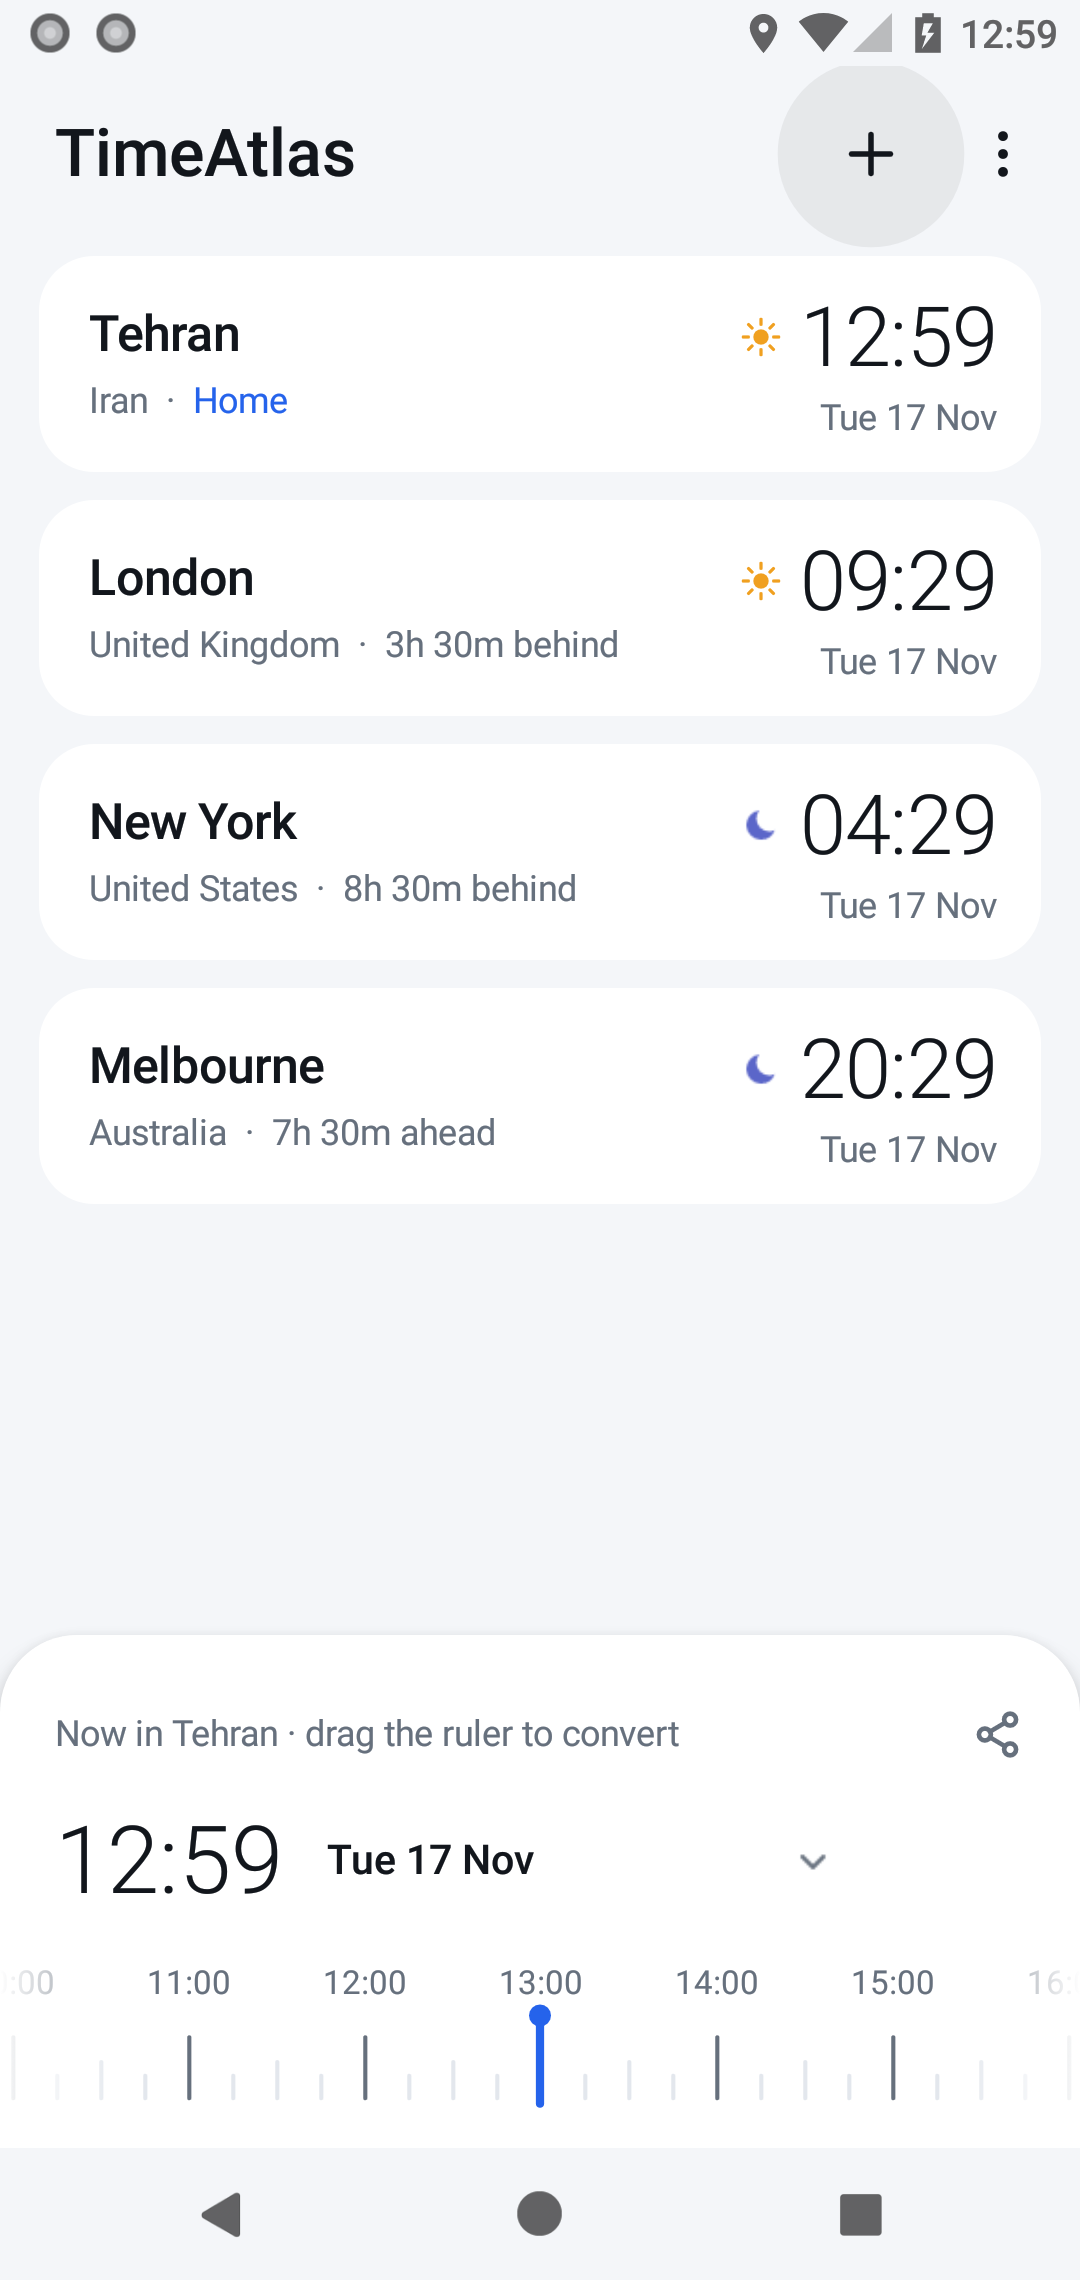 12:59
TimeAtlas
Tehran
12:59
Iran · Home
Tue 17 Nov
London
09:29
United Kingdom · 3h 30m behind
Tue 17 Nov
New York
04:29
United States · 8h 30m behind
Tue 17 Nov
Melbourne
20:29
Australia · 7h 30m ahead
Tue 17 Nov
Now in Tehran · drag the ruler to convert
12:59 Tue 17 Nov
:00 11:00 12:00 13:00 14:00 15:00 16: